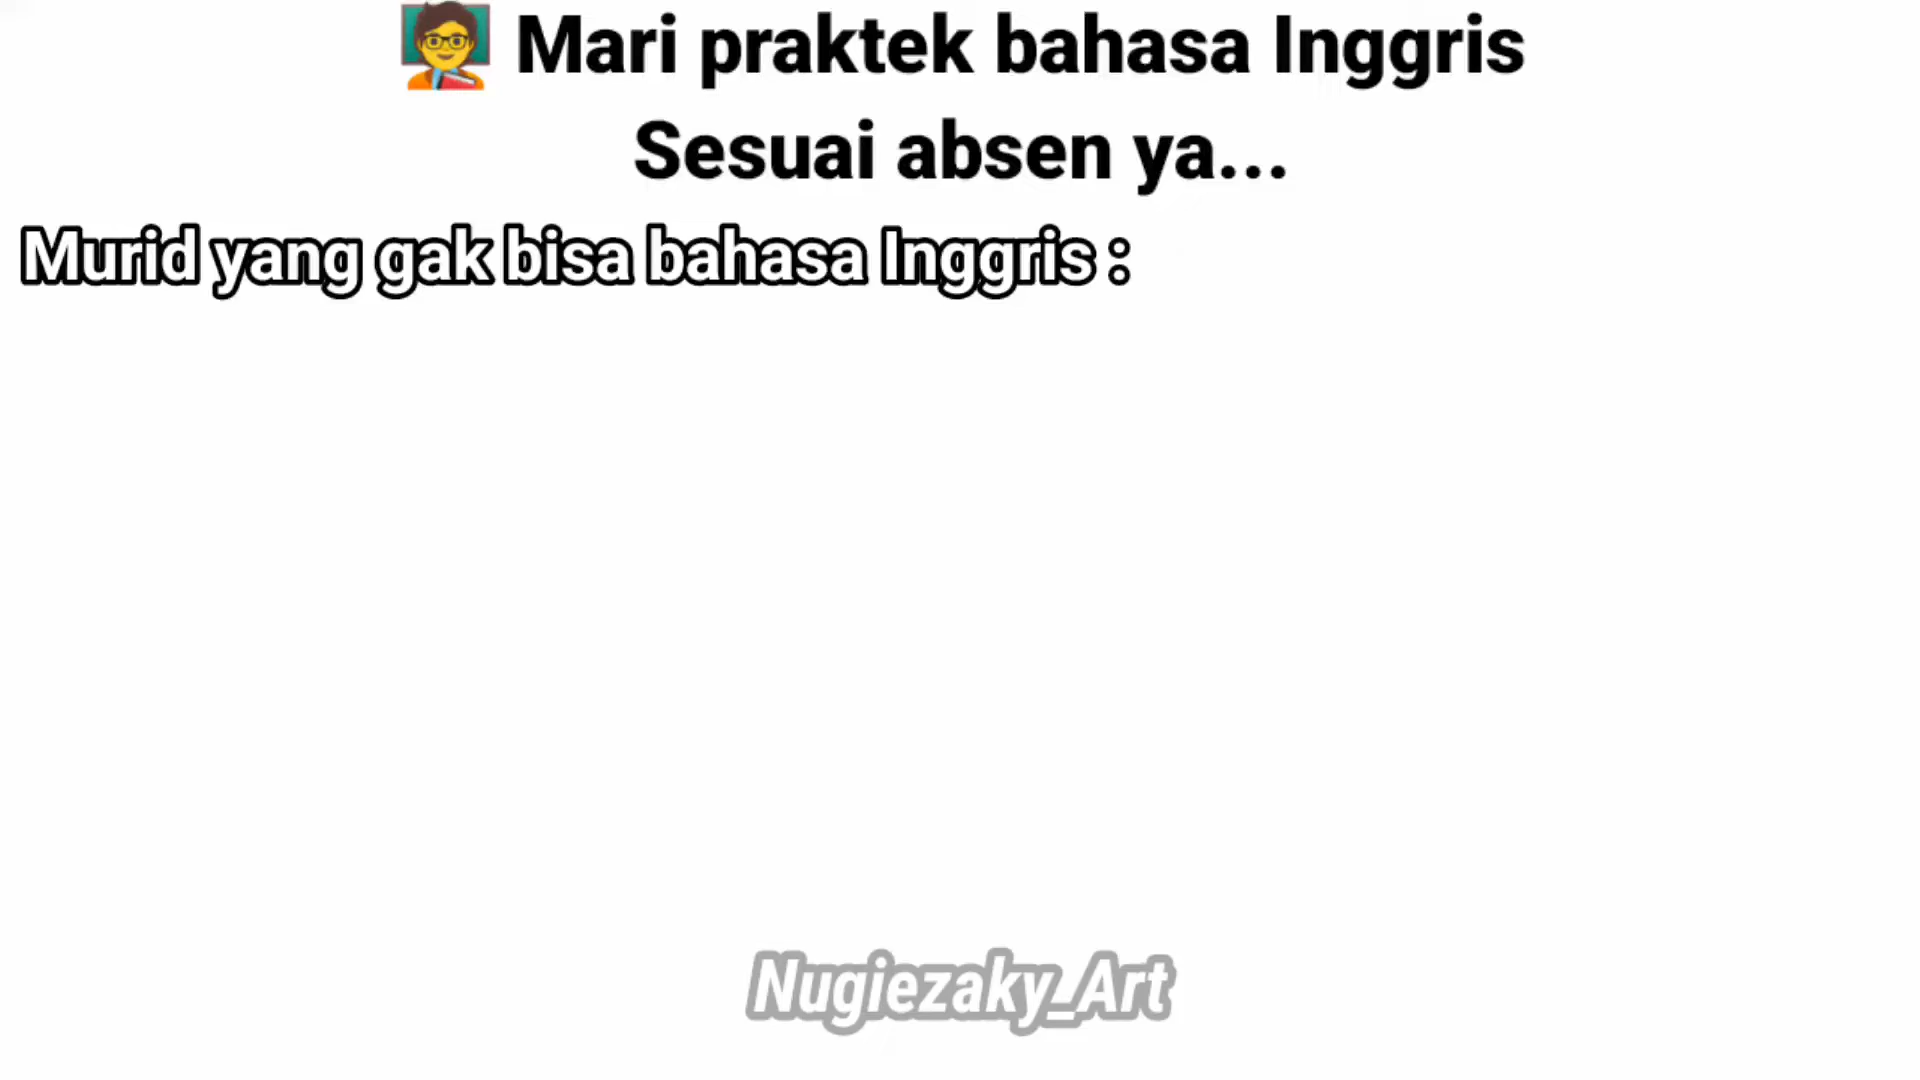 🧑‍🏫 Mari praktek bahasa Inggris
Sesuai absen ya...
Murid yang gak bisa bahasa Inggris :
Nugiezaky_Art